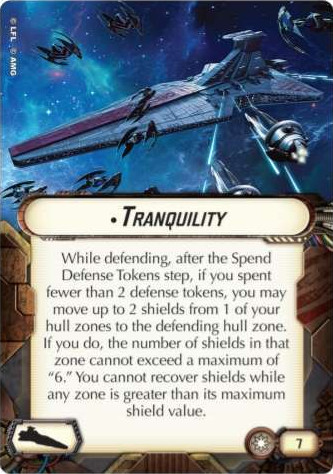 © LFL © AMG
• TRANQUILITY
While defending, after the Spend
Defense Tokens step, if you spent
fewer than 2 defense tokens, you may
move up to 2 shields from 1 of your
hull zones to the defending hull zone.
If you do, the number of shields in that
zone cannot exceed a maximum of
“6.” You cannot recover shields while
any zone is greater than its maximum
shield value.
7